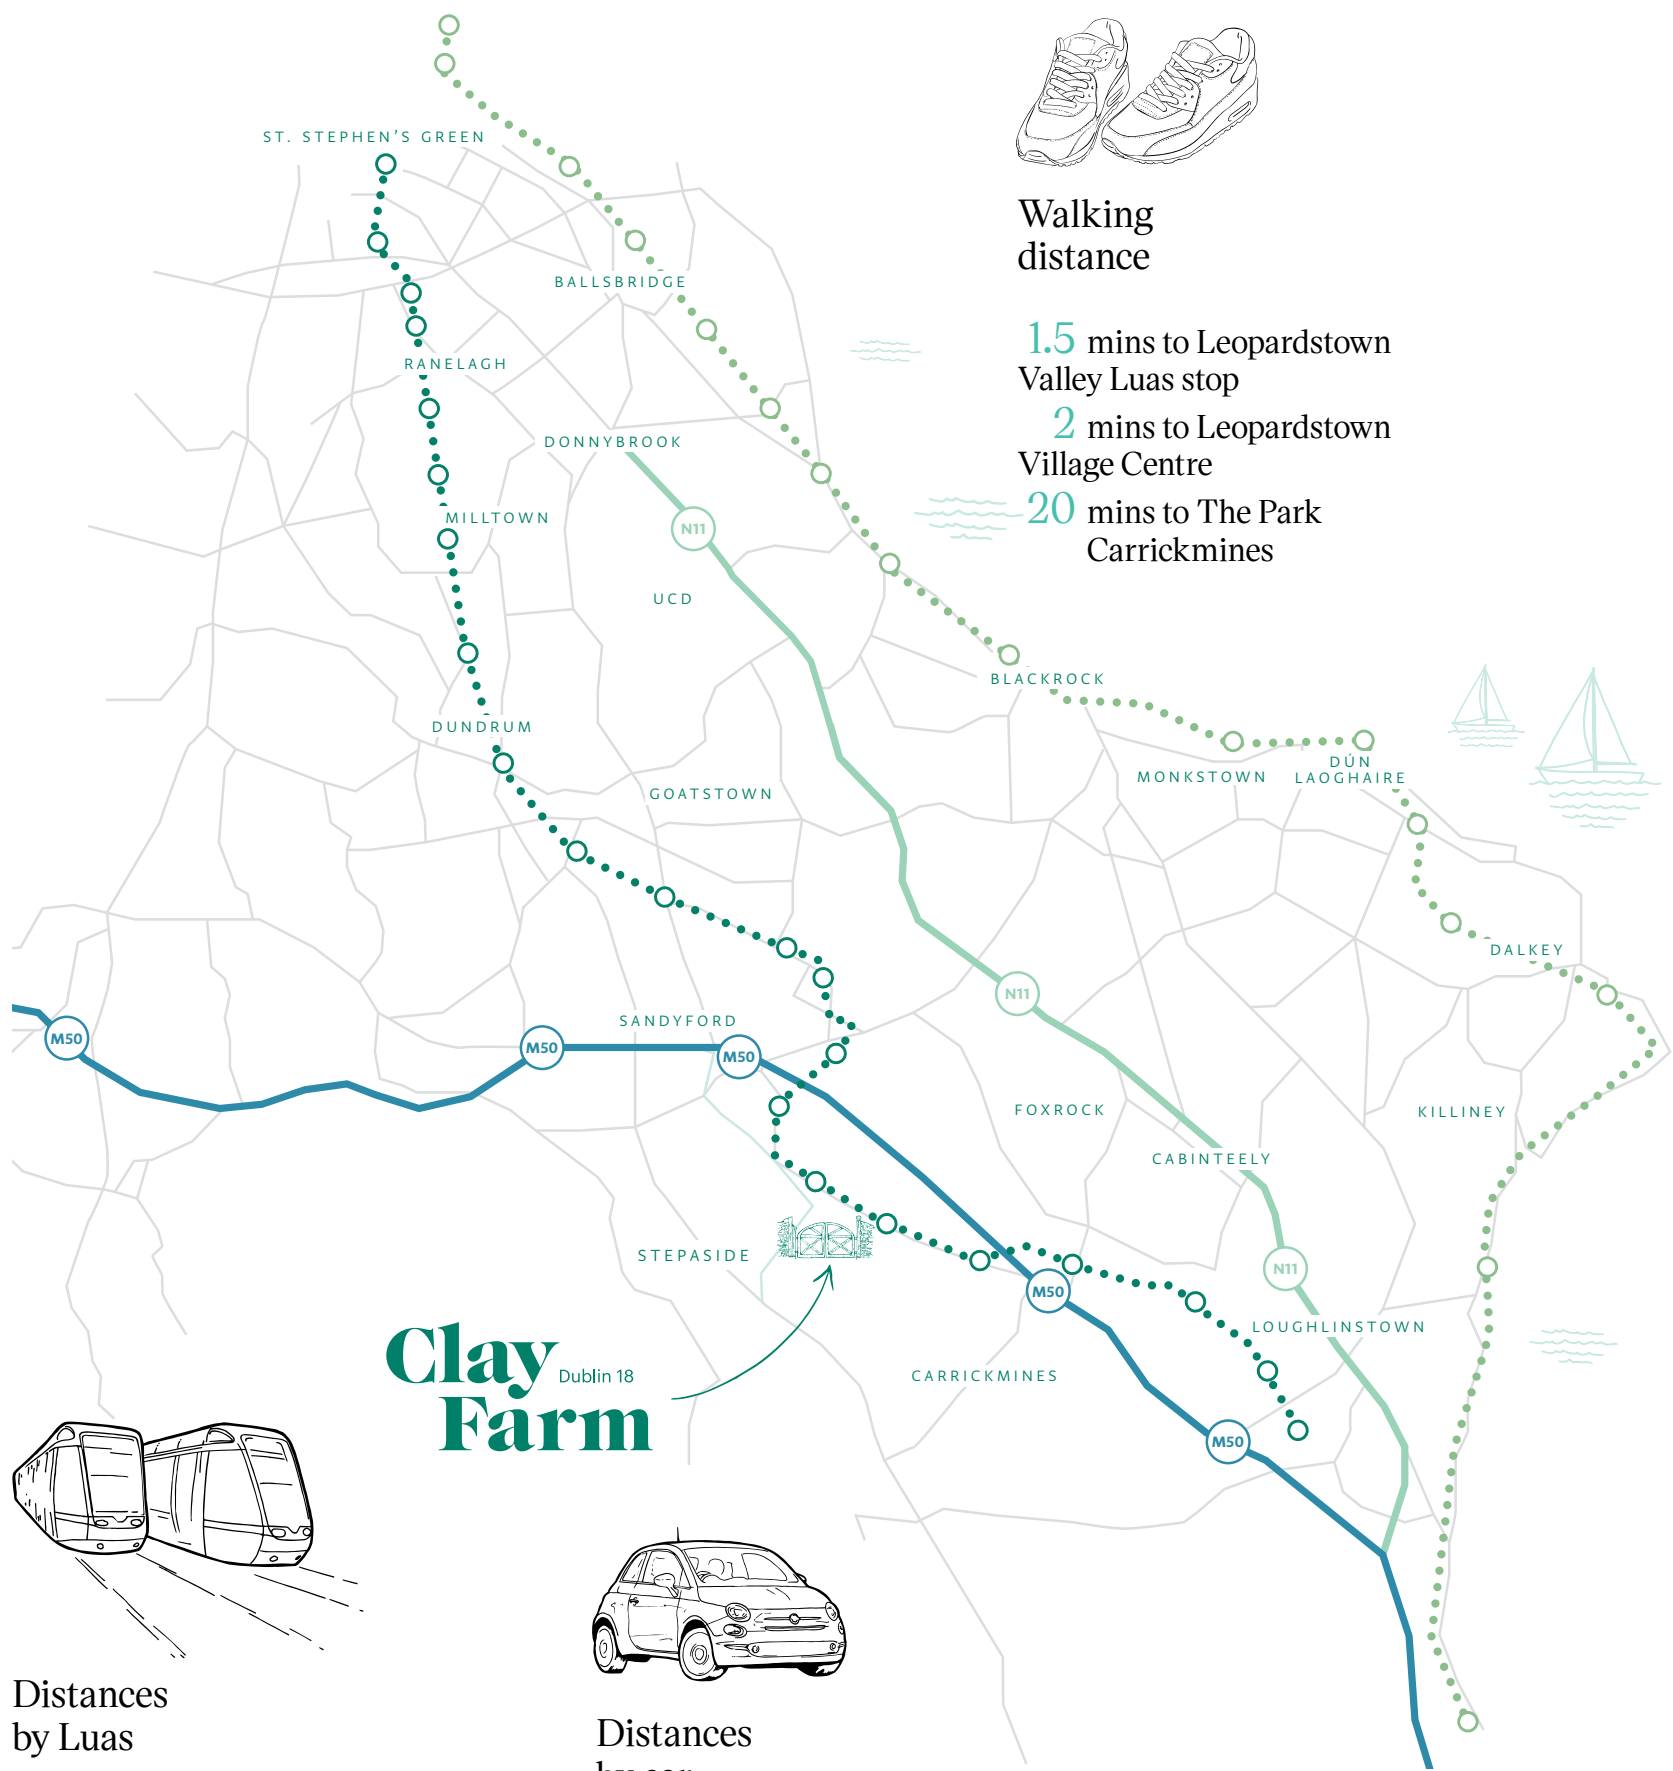 ST. STEPHEN'S GREEN
BALLSBRIDGE
RANELAGH
DONNYBROOK
N11
MILLTOWN
UCD
Walking
distance
1.5 mins to Leopardstown
Valley Luas stop
2 mins to Leopardstown
Village Centre
20 mins to The Park
Carrickmines
BLACKROCK
DUNDRUM
GOATSTOWN
MONKSTOWN
DÚN
LAOGHAIRE
DALKEY
N11
SANDYFORD
M50
M50
M50
FOXROCK
KILLINEY
CABINTEELY
STEPASIDE
N11
M50
LOUGHLINSTOWN
CARRICKMINES
Clay
Dublin 18
Farm
M50
Distances
by Luas
Distances
by car